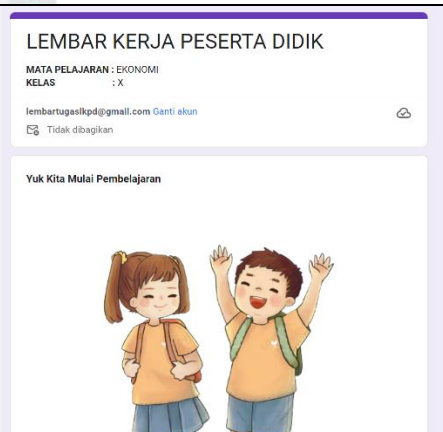 LEMBAR KERJA PESERTA DIDIK
MATA PELAJARAN : EKONOMI
KELAS : X
lembartugaslkpd@gmail.com Ganti akun
Tidak dibagikan
Yuk Kita Mulai Pembelajaran